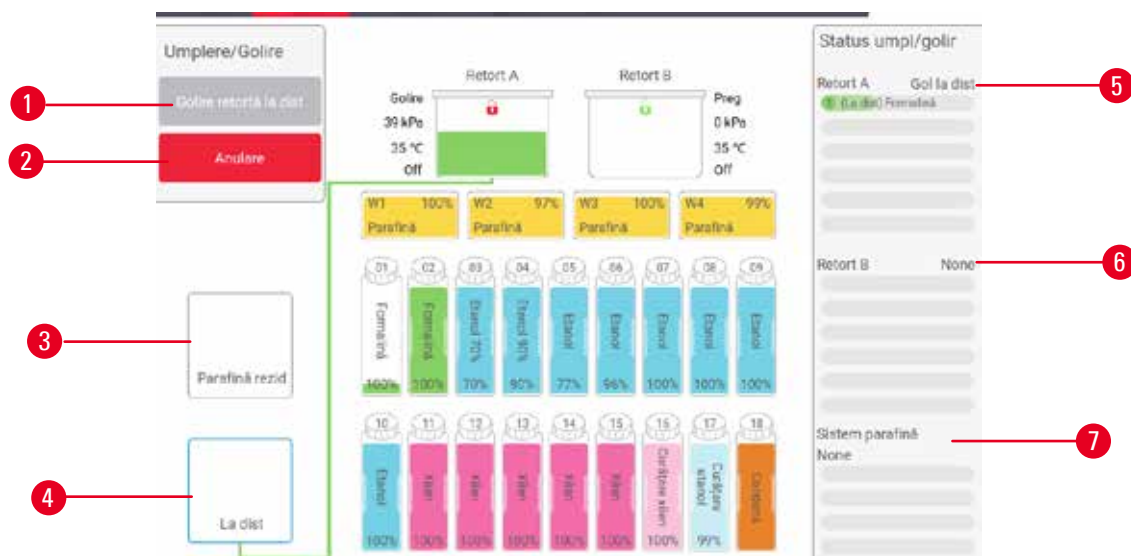 Umplere/Golire
1
Golire retortă la dist
2
Anulare
3
Parafină rezid
4
La dist
Retort A
Retort B
Golire
39 kPa
35 °C
Off
Preg
0 kPa
35 °C
Off
W1 100%
Parafină
W2 97%
Parafină
W3 100%
Parafină
W4 99%
Parafină
01 02 03 04 05 06 07 08 09
Formalină
Formalină
Etanol 70%
Etanol 90%
Etanol
Etanol
Etanol
Etanol
Etanol
100% 100% 70% 90% 77% 96% 100% 100% 100%
10 11 12 13 14 15 16 17 18
Etanol
Xilen
Xilen
Xilen
Xilen
Xilen
Curățare xilen
Curățare etanol
100% 100% 100% 100% 100% 100% 100% 99%
Status umpl/golir
Retort A Gol la dist
5
1 (La dist) Formalină
Retort B None
6
Sistem parafină
7
None